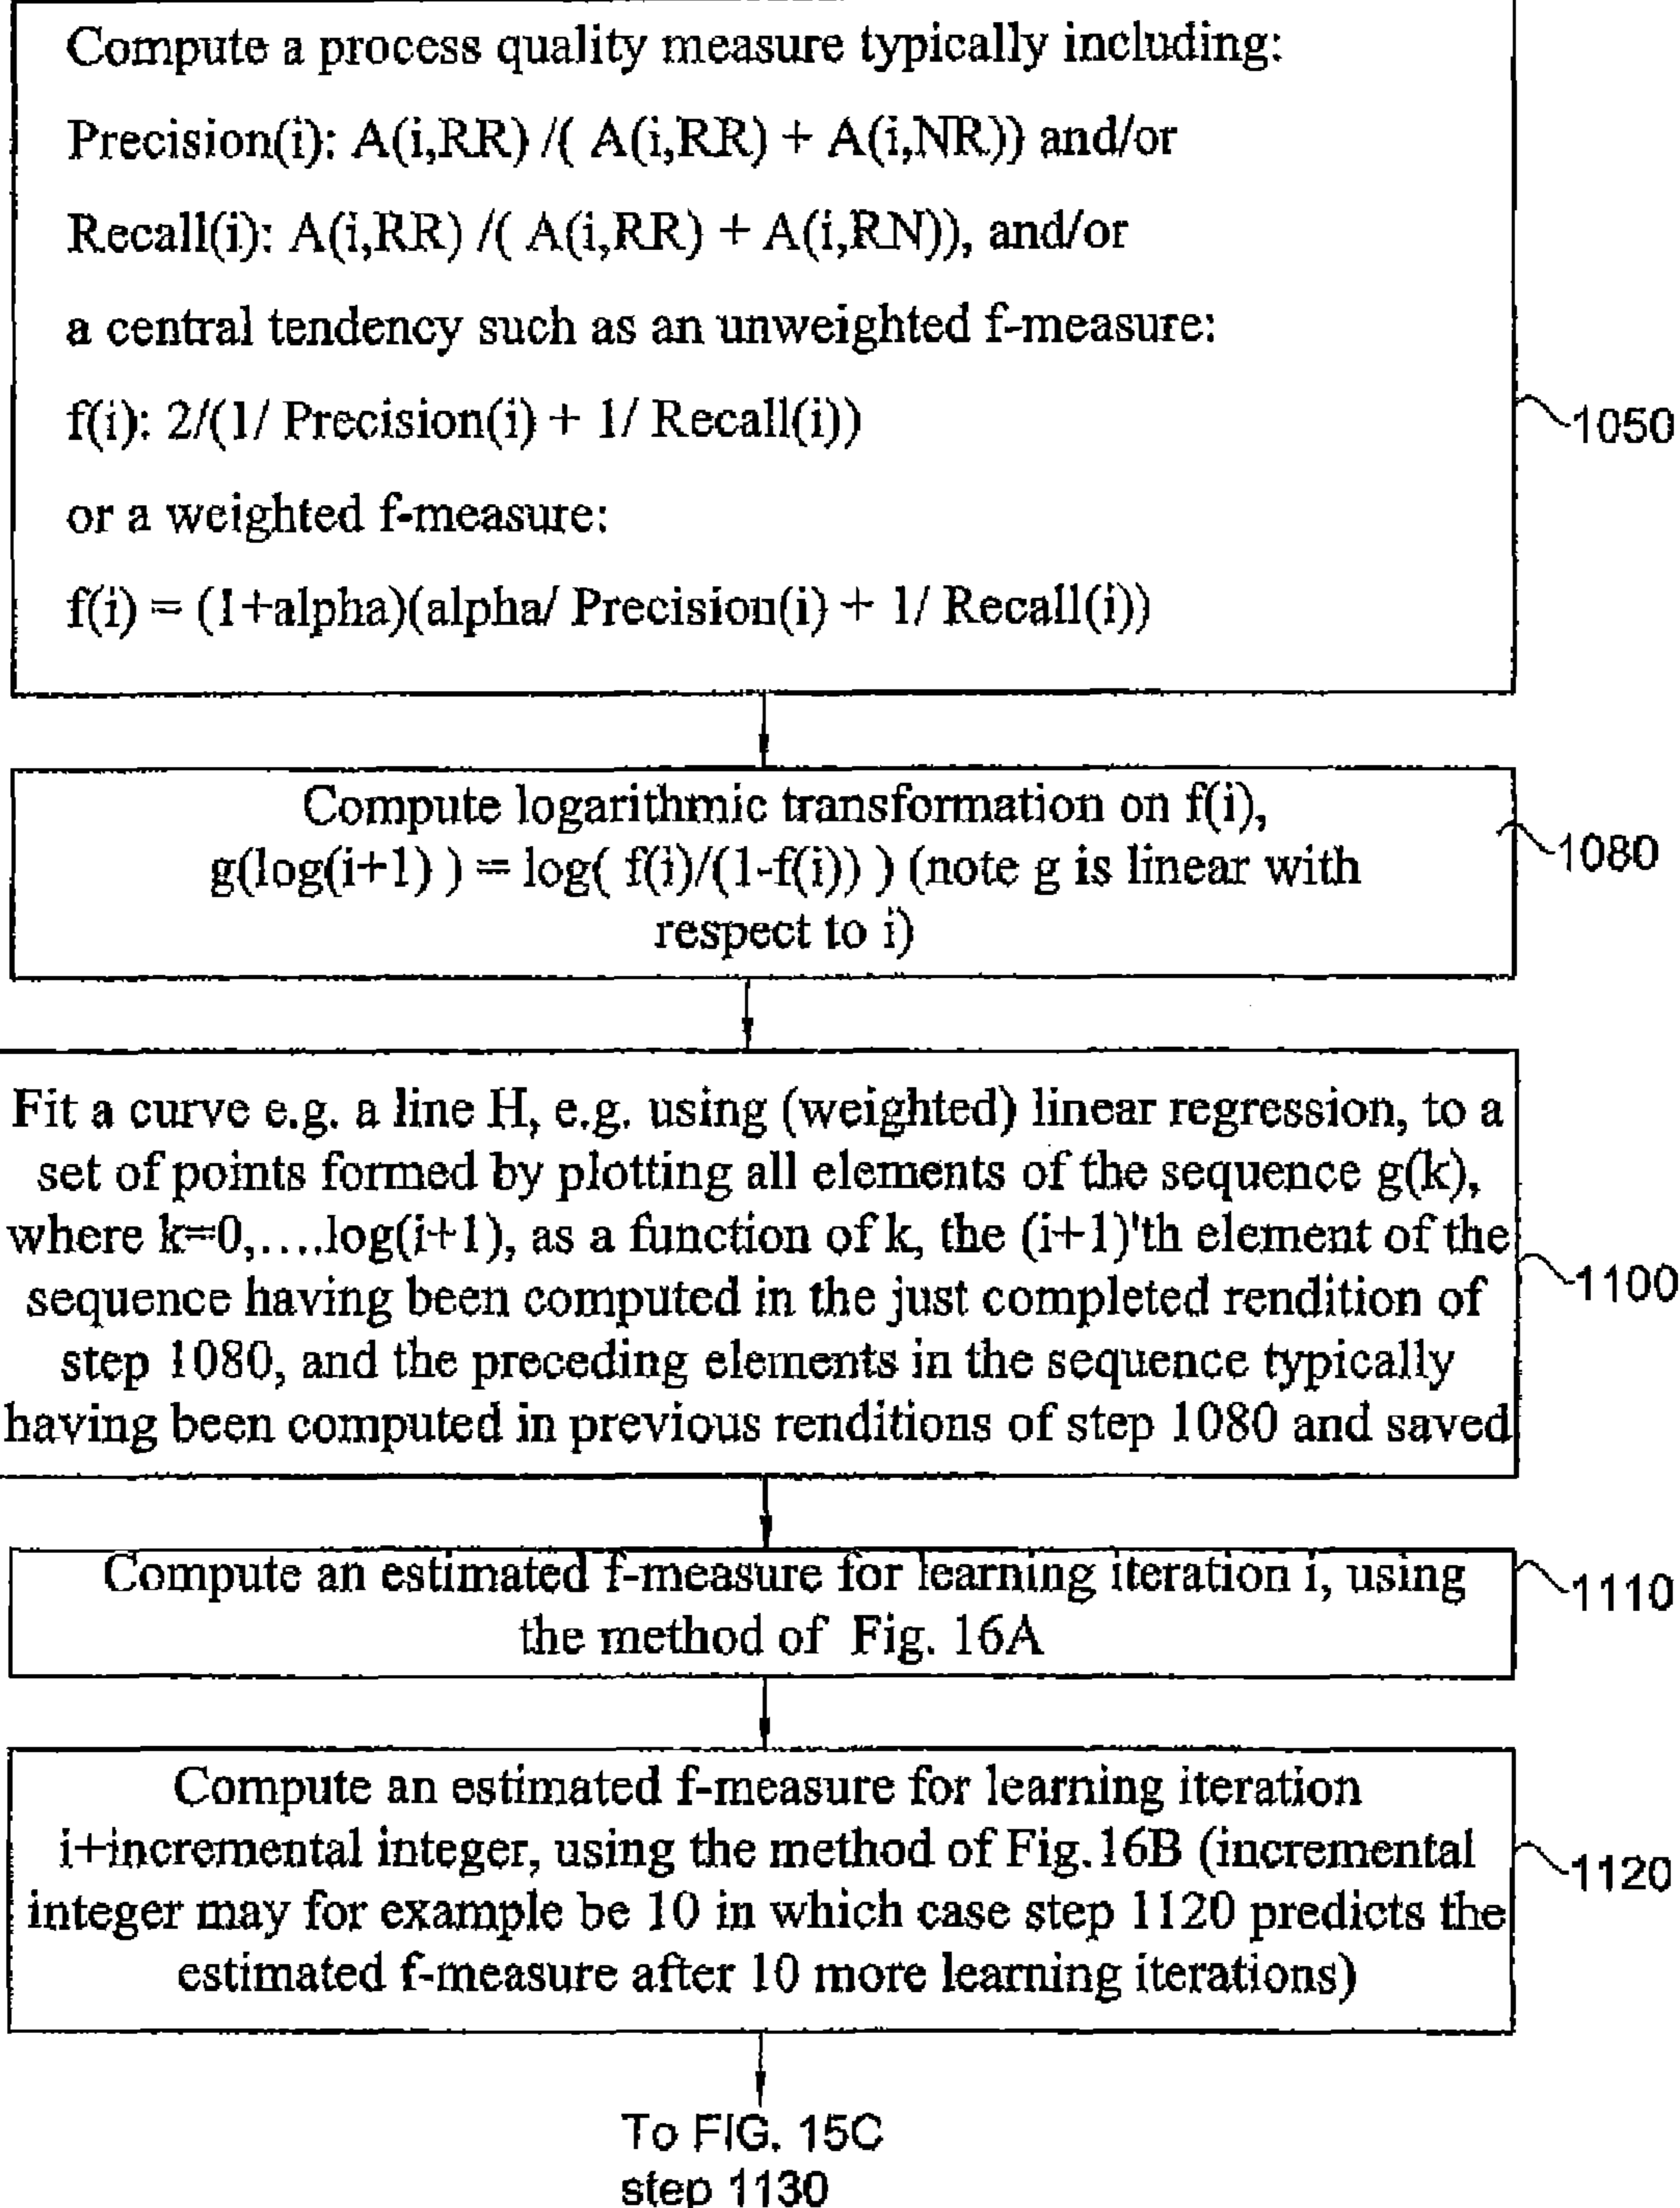 Compute a process quality measure typically including:
Precision(i): A(i,RR) /( A(i,RR) + A(i,NR)) and/or
Recall(i): A(i,RR) /( A(i,RR) + A(i,RN)), and/or
a central tendency such as an unweighted f-measure:
f(i): 2/(1/ Precision(i) + 1/ Recall(i))
1050
or a weighted f-measure:
f(i) = (1+alpha)(alpha/ Precision(i) + 1/ Recall(i))
Compute logarithmic transformation on f(i),
g(log(i+1) ) = log( f(i)/(1-f(i)) ) (note g is linear with
respect to i)
1080
Fit a curve e.g. a line H, e.g. using (weighted) linear regression, to a
set of points formed by plotting all elements of the sequence g(k),
where k=0,....log(i+1), as a function of k, the (i+1)'th element of the
sequence having been computed in the just completed rendition of
step 1080, and the preceding elements in the sequence typically
having been computed in previous renditions of step 1080 and saved
1100
Compute an estimated f-measure for learning iteration i, using
the method of Fig. 16A
1110
Compute an estimated f-measure for learning iteration
i+incremental integer, using the method of Fig.16B (incremental
integer may for example be 10 in which case step 1120 predicts the
estimated f-measure after 10 more learning iterations)
1120
To FIG. 15C
step 1130